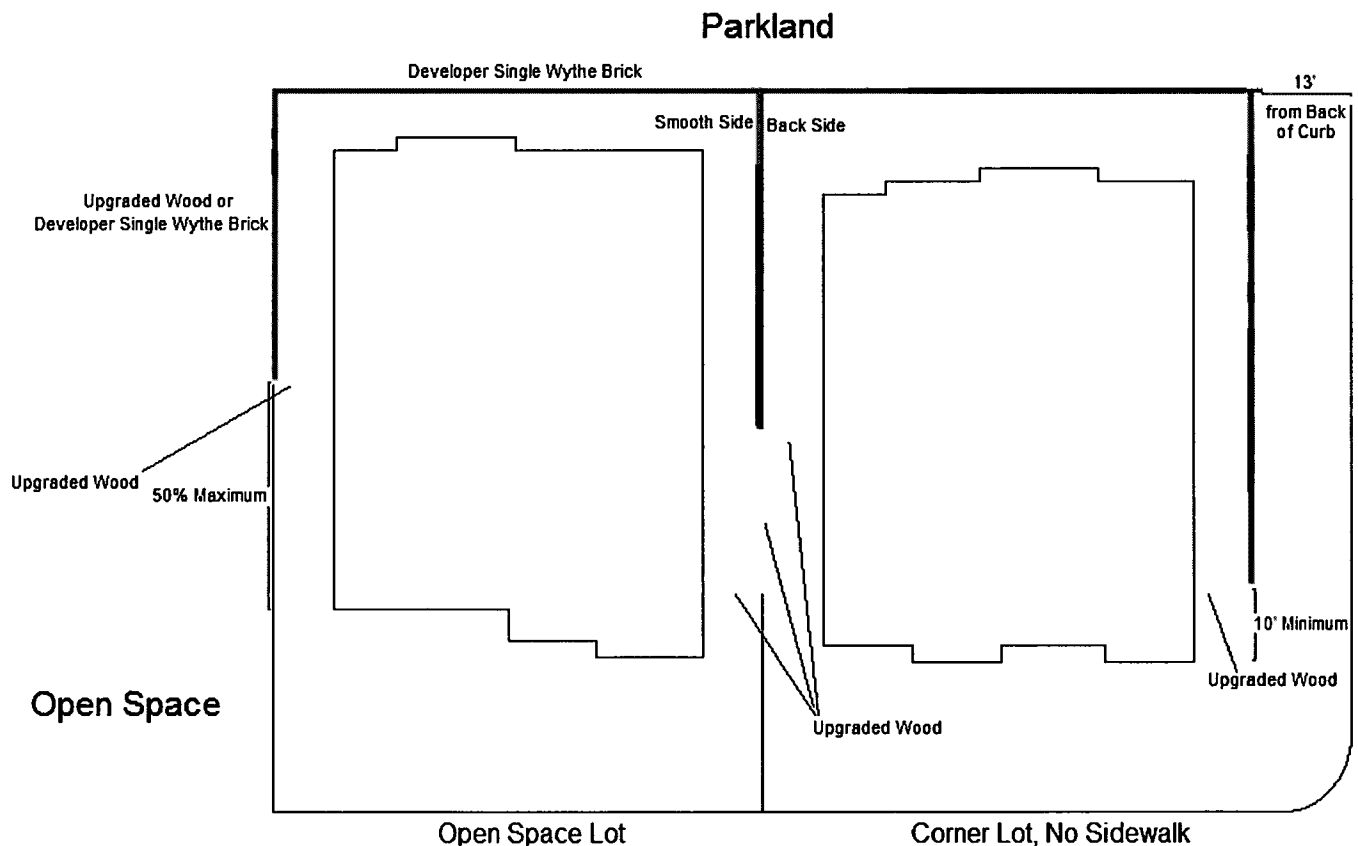 Parkland
Developer Single Wythe Brick
13'
from Back
of Curb
Smooth Side
Back Side
Upgraded Wood or
Developer Single Wythe Brick
Upgraded Wood
50% Maximum
10' Minimum
Upgraded Wood
Open Space
Upgraded Wood
Open Space Lot
Corner Lot, No Sidewalk